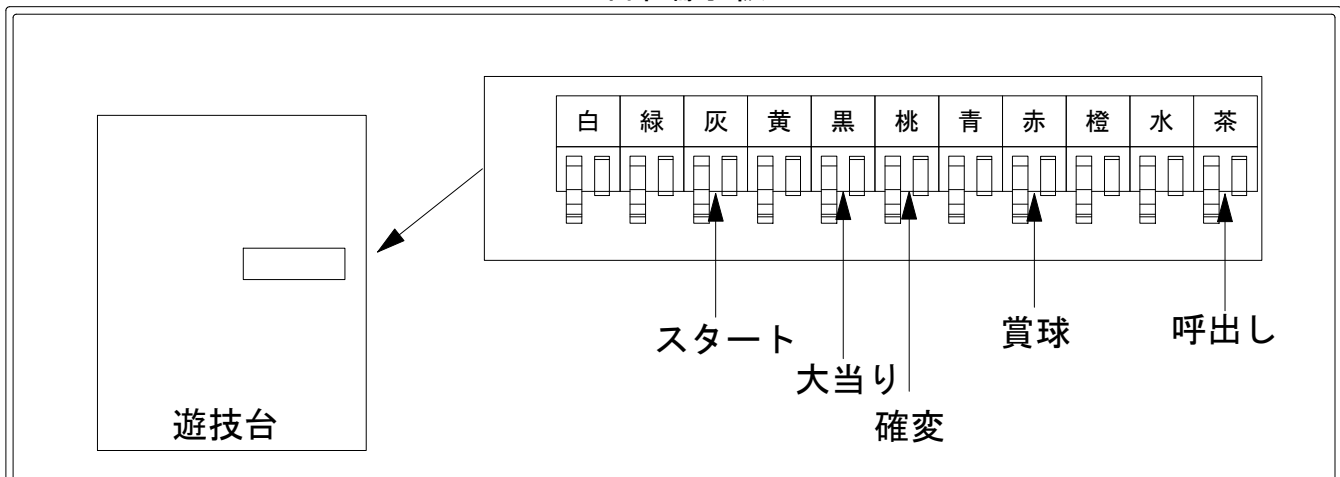 白 緑 灰 黄 黒 桃 青 赤 橙 水 茶
スタート
大当り
確変
賞球
呼出し
遊技台